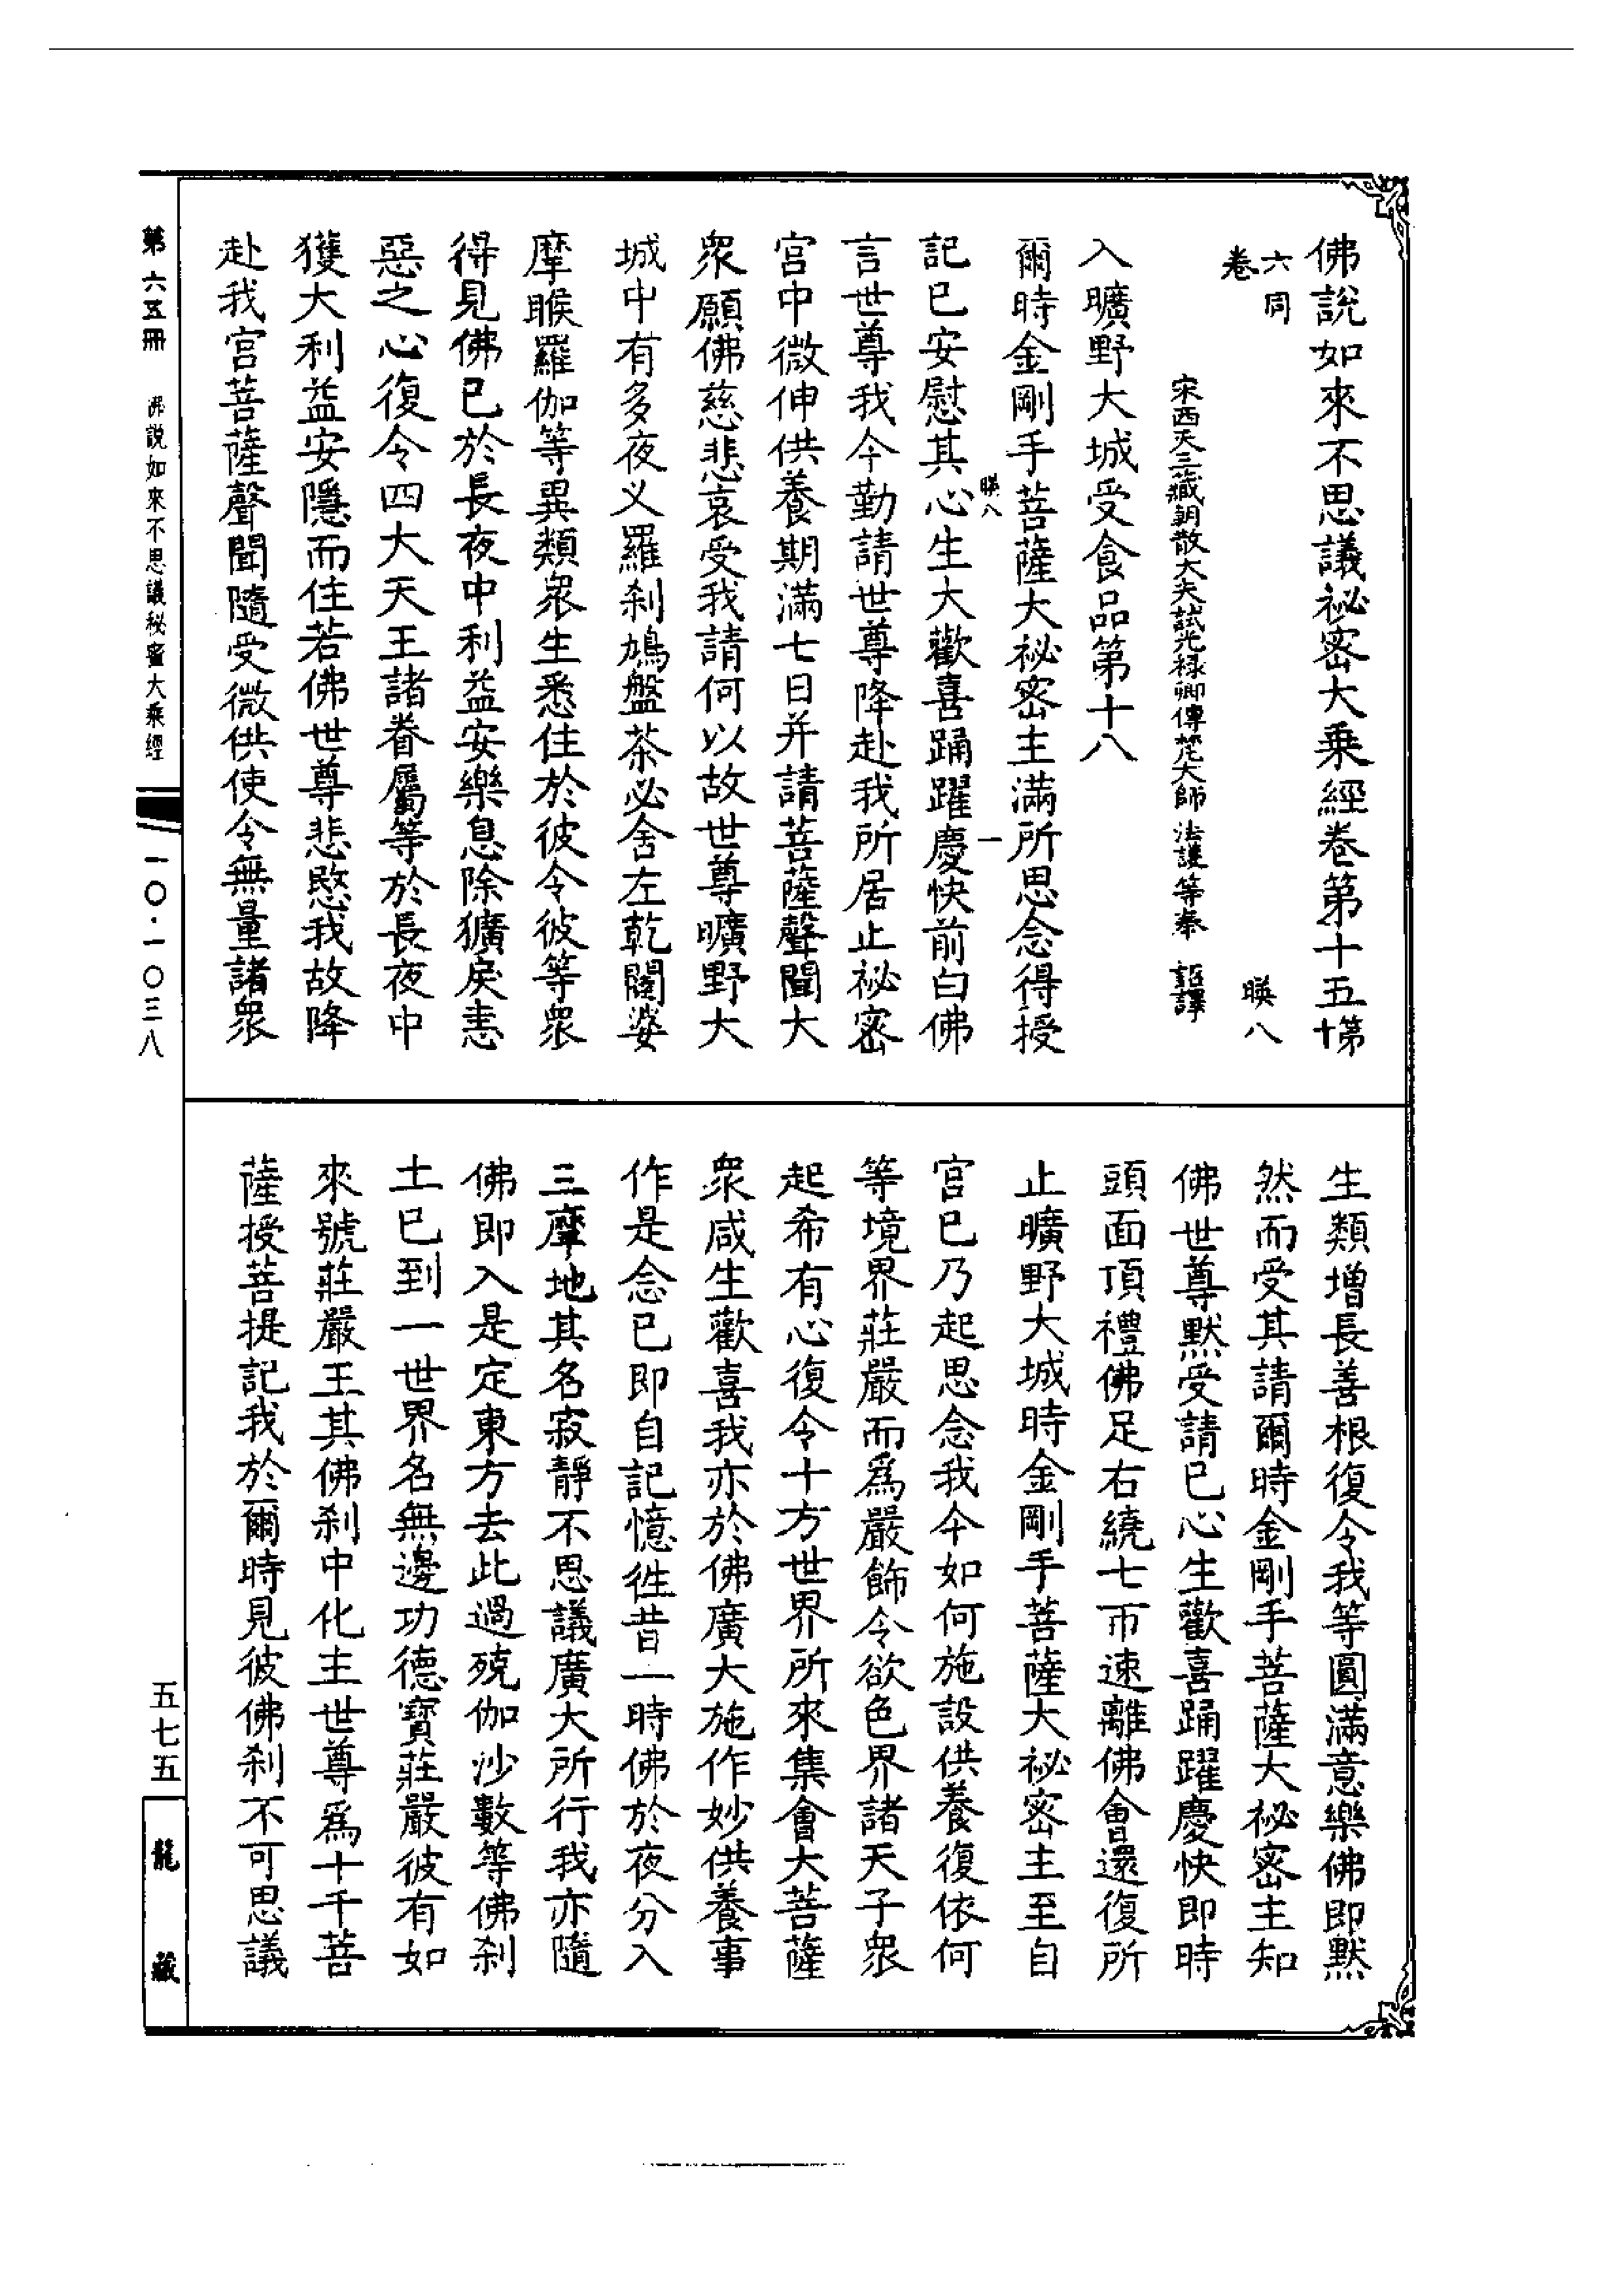 佛說如來不思議祕密大乘經卷第十五第十
六同
卷
暎八
宋西天三藏朝散大夫試光祿卿傳梵大師法護等奉詔譯
入曠野大城受食品第十八
爾時金剛手菩薩大祕密主滿所思念得授
暎八
一
記已安慰其心生大歡喜踊躍慶快前白佛
言世尊我今勤請世尊降赴我所居止祕密
宮中微伸供養期滿七日并請菩薩聲聞大
眾願佛慈悲哀受我請何以故世尊曠野大
城中有多夜叉羅刹鳩盤茶必舍左乾闥婆
摩睺羅伽等異類眾生悉住於彼令彼等眾
得見佛已於長夜中利益安樂息除獷戾恚
惡之心復令四大天王諸眷屬等於長夜中
獲大利益安隱而住若佛世尊悲愍我故降
赴我宮菩薩聲聞隨受微供使令無量諸眾
生類增長善根復令我等圓滿意樂佛即默
然而受其請爾時金剛手菩薩大祕密主知
佛世尊默受請已心生歡喜踊躍慶快即時
頭面頂禮佛足右繞七帀速離佛會還復所
止曠野大城時金剛手菩薩大祕密主至自
宮已乃起思念我今如何施設供養復依何
等境界莊嚴而為嚴飾令欲色界諸天子眾
起希有心復令十方世界所來集會大菩薩
眾咸生歡喜我亦於佛廣大施作妙供養事
作是念已即自記憶徃昔一時佛於夜分入
三摩地其名寂靜不思議廣大所行我亦隨
佛即入是定東方去此過殑伽沙數等佛刹
土已到一世界名無邊功德寶莊嚴彼有如
來號莊嚴王其佛刹中化主世尊為十千菩
薩授菩提記我於爾時見彼佛刹不可思議
第六五冊
佛說如來不思議秘密大乘經
一〇·一〇三八
五七五
龍藏